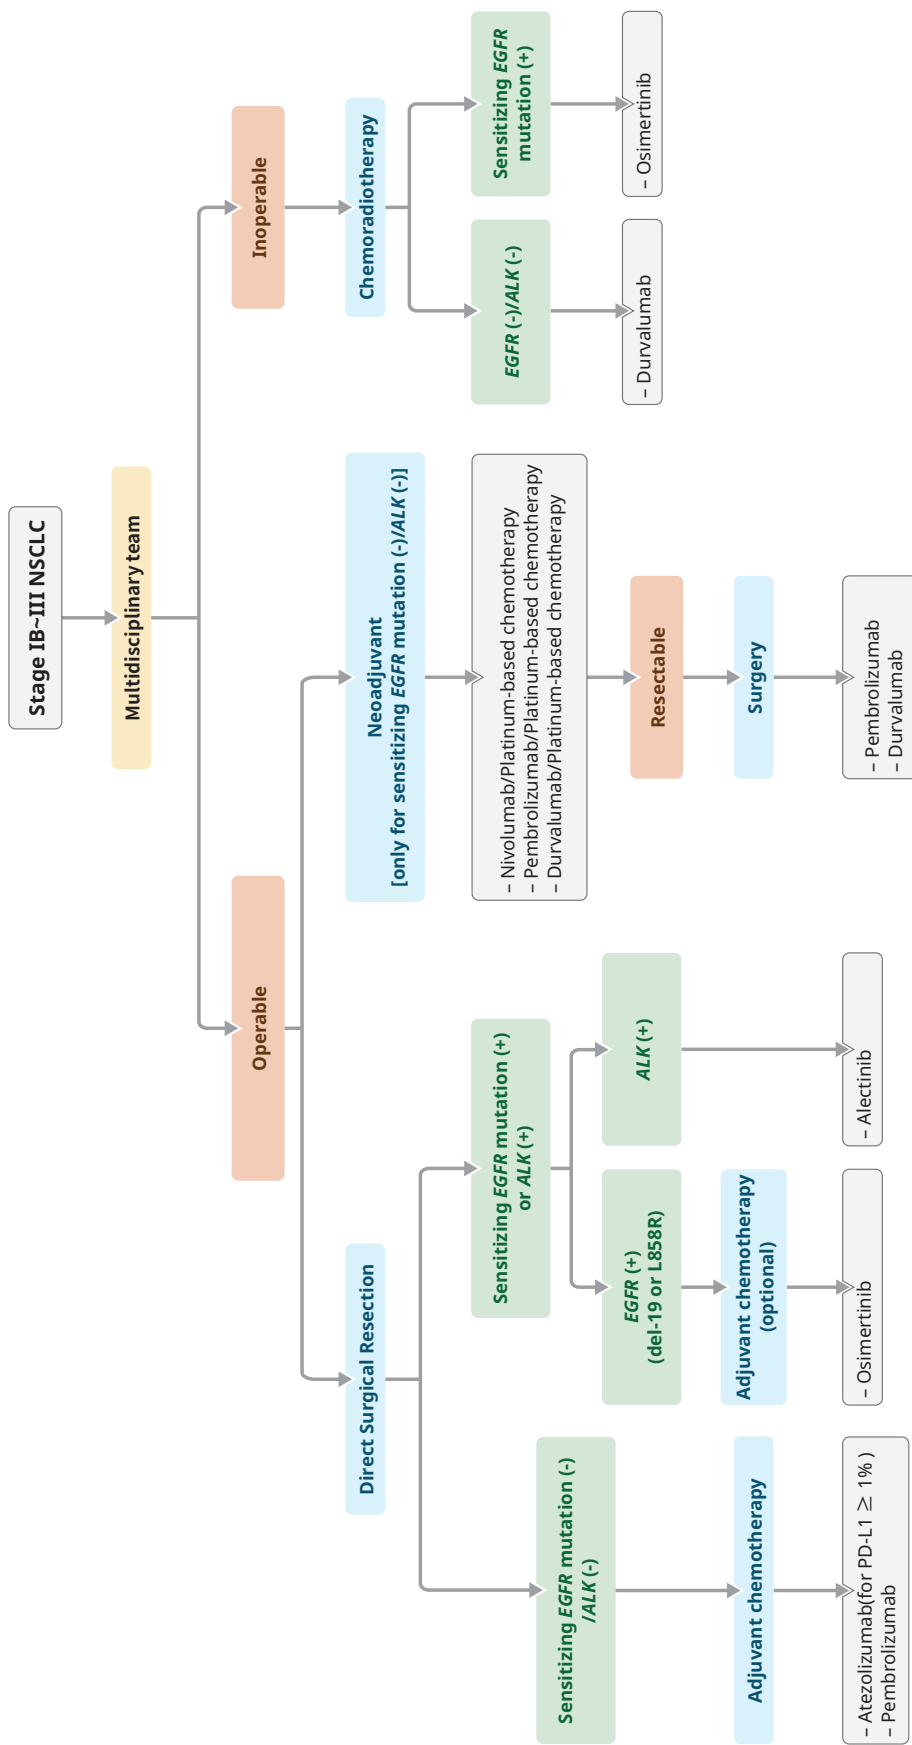 Stage IB~III NSCLC
Multidisciplinary team
Operable
Inoperable
Direct Surgical Resection
Neoadjuvant
[only for sensitizing EGFR mutation (-)/ALK (-)]
Chemoradiotherapy
Sensitizing EGFR mutation (-)
/ALK (-)
Sensitizing EGFR mutation (+)
or ALK (+)
– Nivolumab/Platinum-based chemotherapy
– Pembrolizumab/Platinum-based chemotherapy
– Durvalumab/Platinum-based chemotherapy
EGFR (-)/ALK (-)
Sensitizing EGFR
mutation (+)
EGFR (+)
(del-19 or L858R)
ALK (+)
Resectable
– Durvalumab
– Osimertinib
Adjuvant chemotherapy
Adjuvant chemotherapy
(optional)
Surgery
– Atezolizumab(for PD-L1 ≥ 1% )
– Pembrolizumab
– Osimertinib
– Alectinib
– Pembrolizumab
– Durvalumab